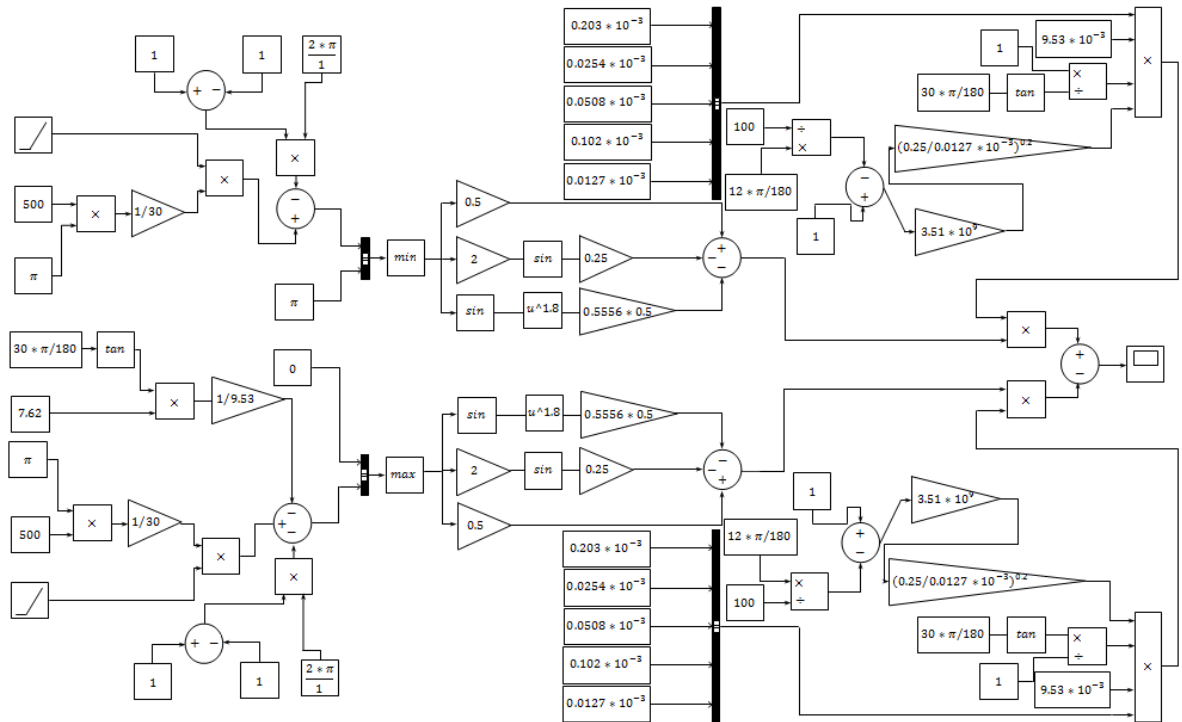 0.203 ∗ 10⁻³
0.0254 ∗ 10⁻³
0.0508 ∗ 10⁻³
0.102 ∗ 10⁻³
0.0127 ∗ 10⁻³
1
1
2 ∗ π
1
+ −
×
500
×
1/30
π
×
−
+
π
min
0.5
2
sin
0.25
sin
u^1.8
0.5556 ∗ 0.5
+
−
−
100
÷
×
12 ∗ π/180
1
−
+
(0.25/0.0127 ∗ 10⁻³)^0.2
3.51 ∗ 10⁹
1
9.53 ∗ 10⁻³
30 ∗ π/180
tan
×
÷
×
×
+
−
×
30 ∗ π/180
tan
7.62
×
1/9.53
0
π
500
×
1/30
×
−
+
−
×
+ −
1
1
2 ∗ π
1
max
sin
u^1.8
0.5556 ∗ 0.5
2
sin
0.25
0.5
−
−
+
0.203 ∗ 10⁻³
0.0254 ∗ 10⁻³
0.0508 ∗ 10⁻³
0.102 ∗ 10⁻³
0.0127 ∗ 10⁻³
1
12 ∗ π/180
100
×
÷
+
−
3.51 ∗ 10⁹
(0.25/0.0127 ∗ 10⁻³)^0.2
30 ∗ π/180
tan
×
÷
1
9.53 ∗ 10⁻³
×